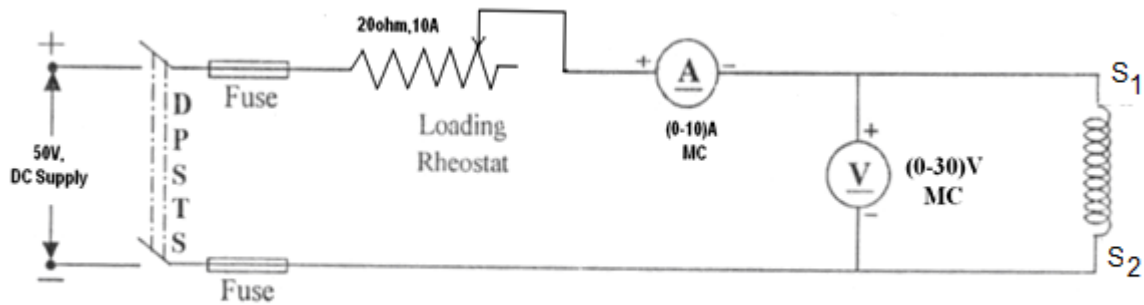 20ohm,10A
+
Fuse
D
P
S
T
S
50V,
DC Supply
Loading
Rheostat
+ A −
(0-10)A
MC
S1
+
V
−
(0-30)V
MC
S2
−
Fuse